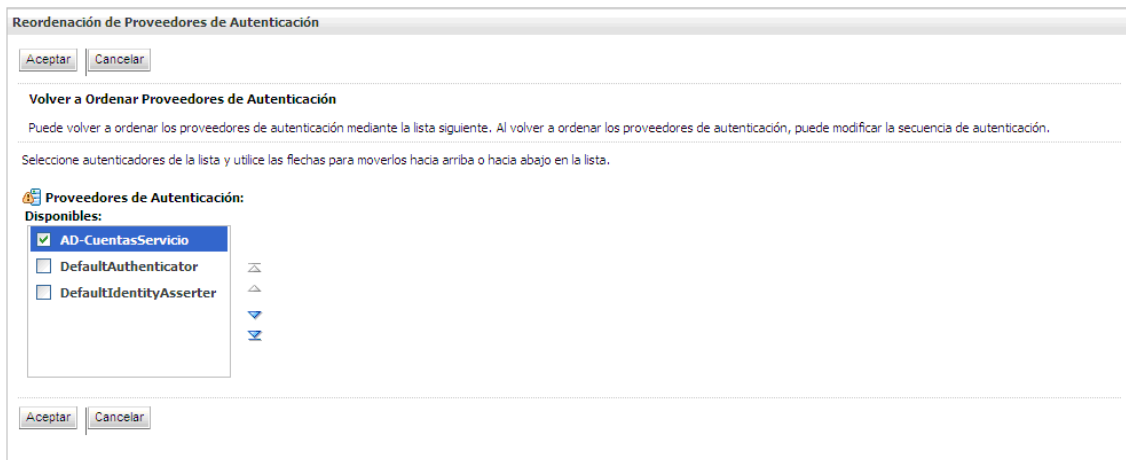 Reordenación de Proveedores de Autenticación
Aceptar Cancelar
Volver a Ordenar Proveedores de Autenticación
Puede volver a ordenar los proveedores de autenticación mediante la lista siguiente. Al volver a ordenar los proveedores de autenticación, puede modificar la secuencia de autenticación.
Seleccione autenticadores de la lista y utilice las flechas para moverlos hacia arriba o hacia abajo en la lista.
Proveedores de Autenticación:
Disponibles:
AD-CuentasServicio
DefaultAuthenticator
DefaultIdentityAsserter
Aceptar Cancelar